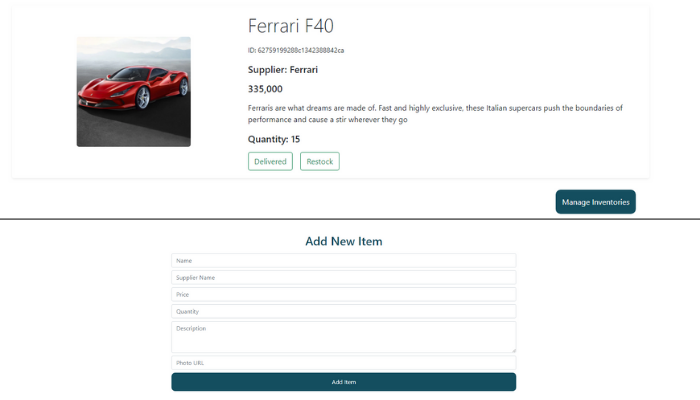 Ferrari F40
ID: 62759199288c1342388842ca
Supplier: Ferrari
335,000
Ferraris are what dreams are made of. Fast and highly exclusive, these Italian supercars push the boundaries of
performance and cause a stir wherever they go
Quantity: 15
Delivered Restock
Manage Inventories
Add New Item
Name
Supplier Name
Price
Quantity
Description
Photo URL
Add Item